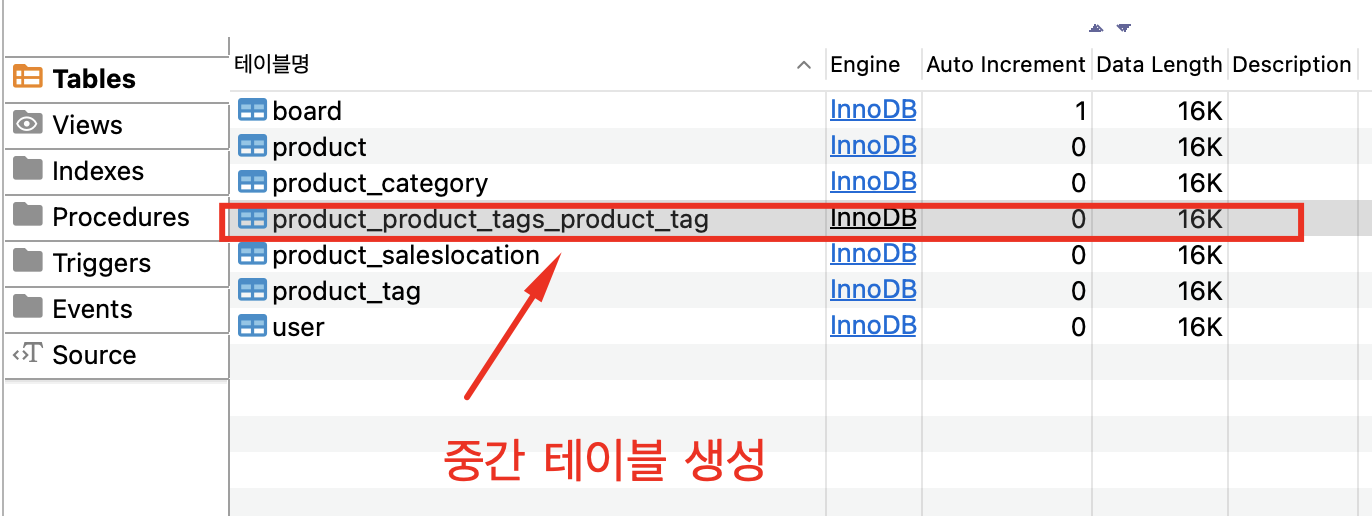 Tables
Views
Indexes
Procedures
Triggers
Events
Source
테이블명 Engine Auto Increment Data Length Description
board InnoDB 1 16K
product InnoDB 0 16K
product_category InnoDB 0 16K
product_product_tags_product_tag InnoDB 0 16K
product_saleslocation InnoDB 0 16K
product_tag InnoDB 0 16K
user InnoDB 0 16K
중간 테이블 생성